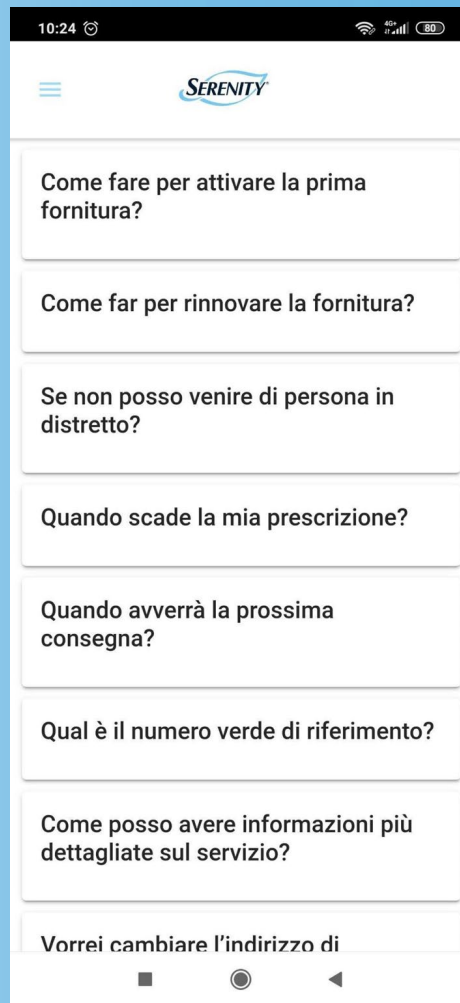 10:24
4G+
80
SERENITY
Come fare per attivare la prima
fornitura?
Come far per rinnovare la fornitura?
Se non posso venire di persona in
distretto?
Quando scade la mia prescrizione?
Quando avverrà la prossima
consegna?
Qual è il numero verde di riferimento?
Come posso avere informazioni più
dettagliate sul servizio?
Vorrei cambiare l’indirizzo di